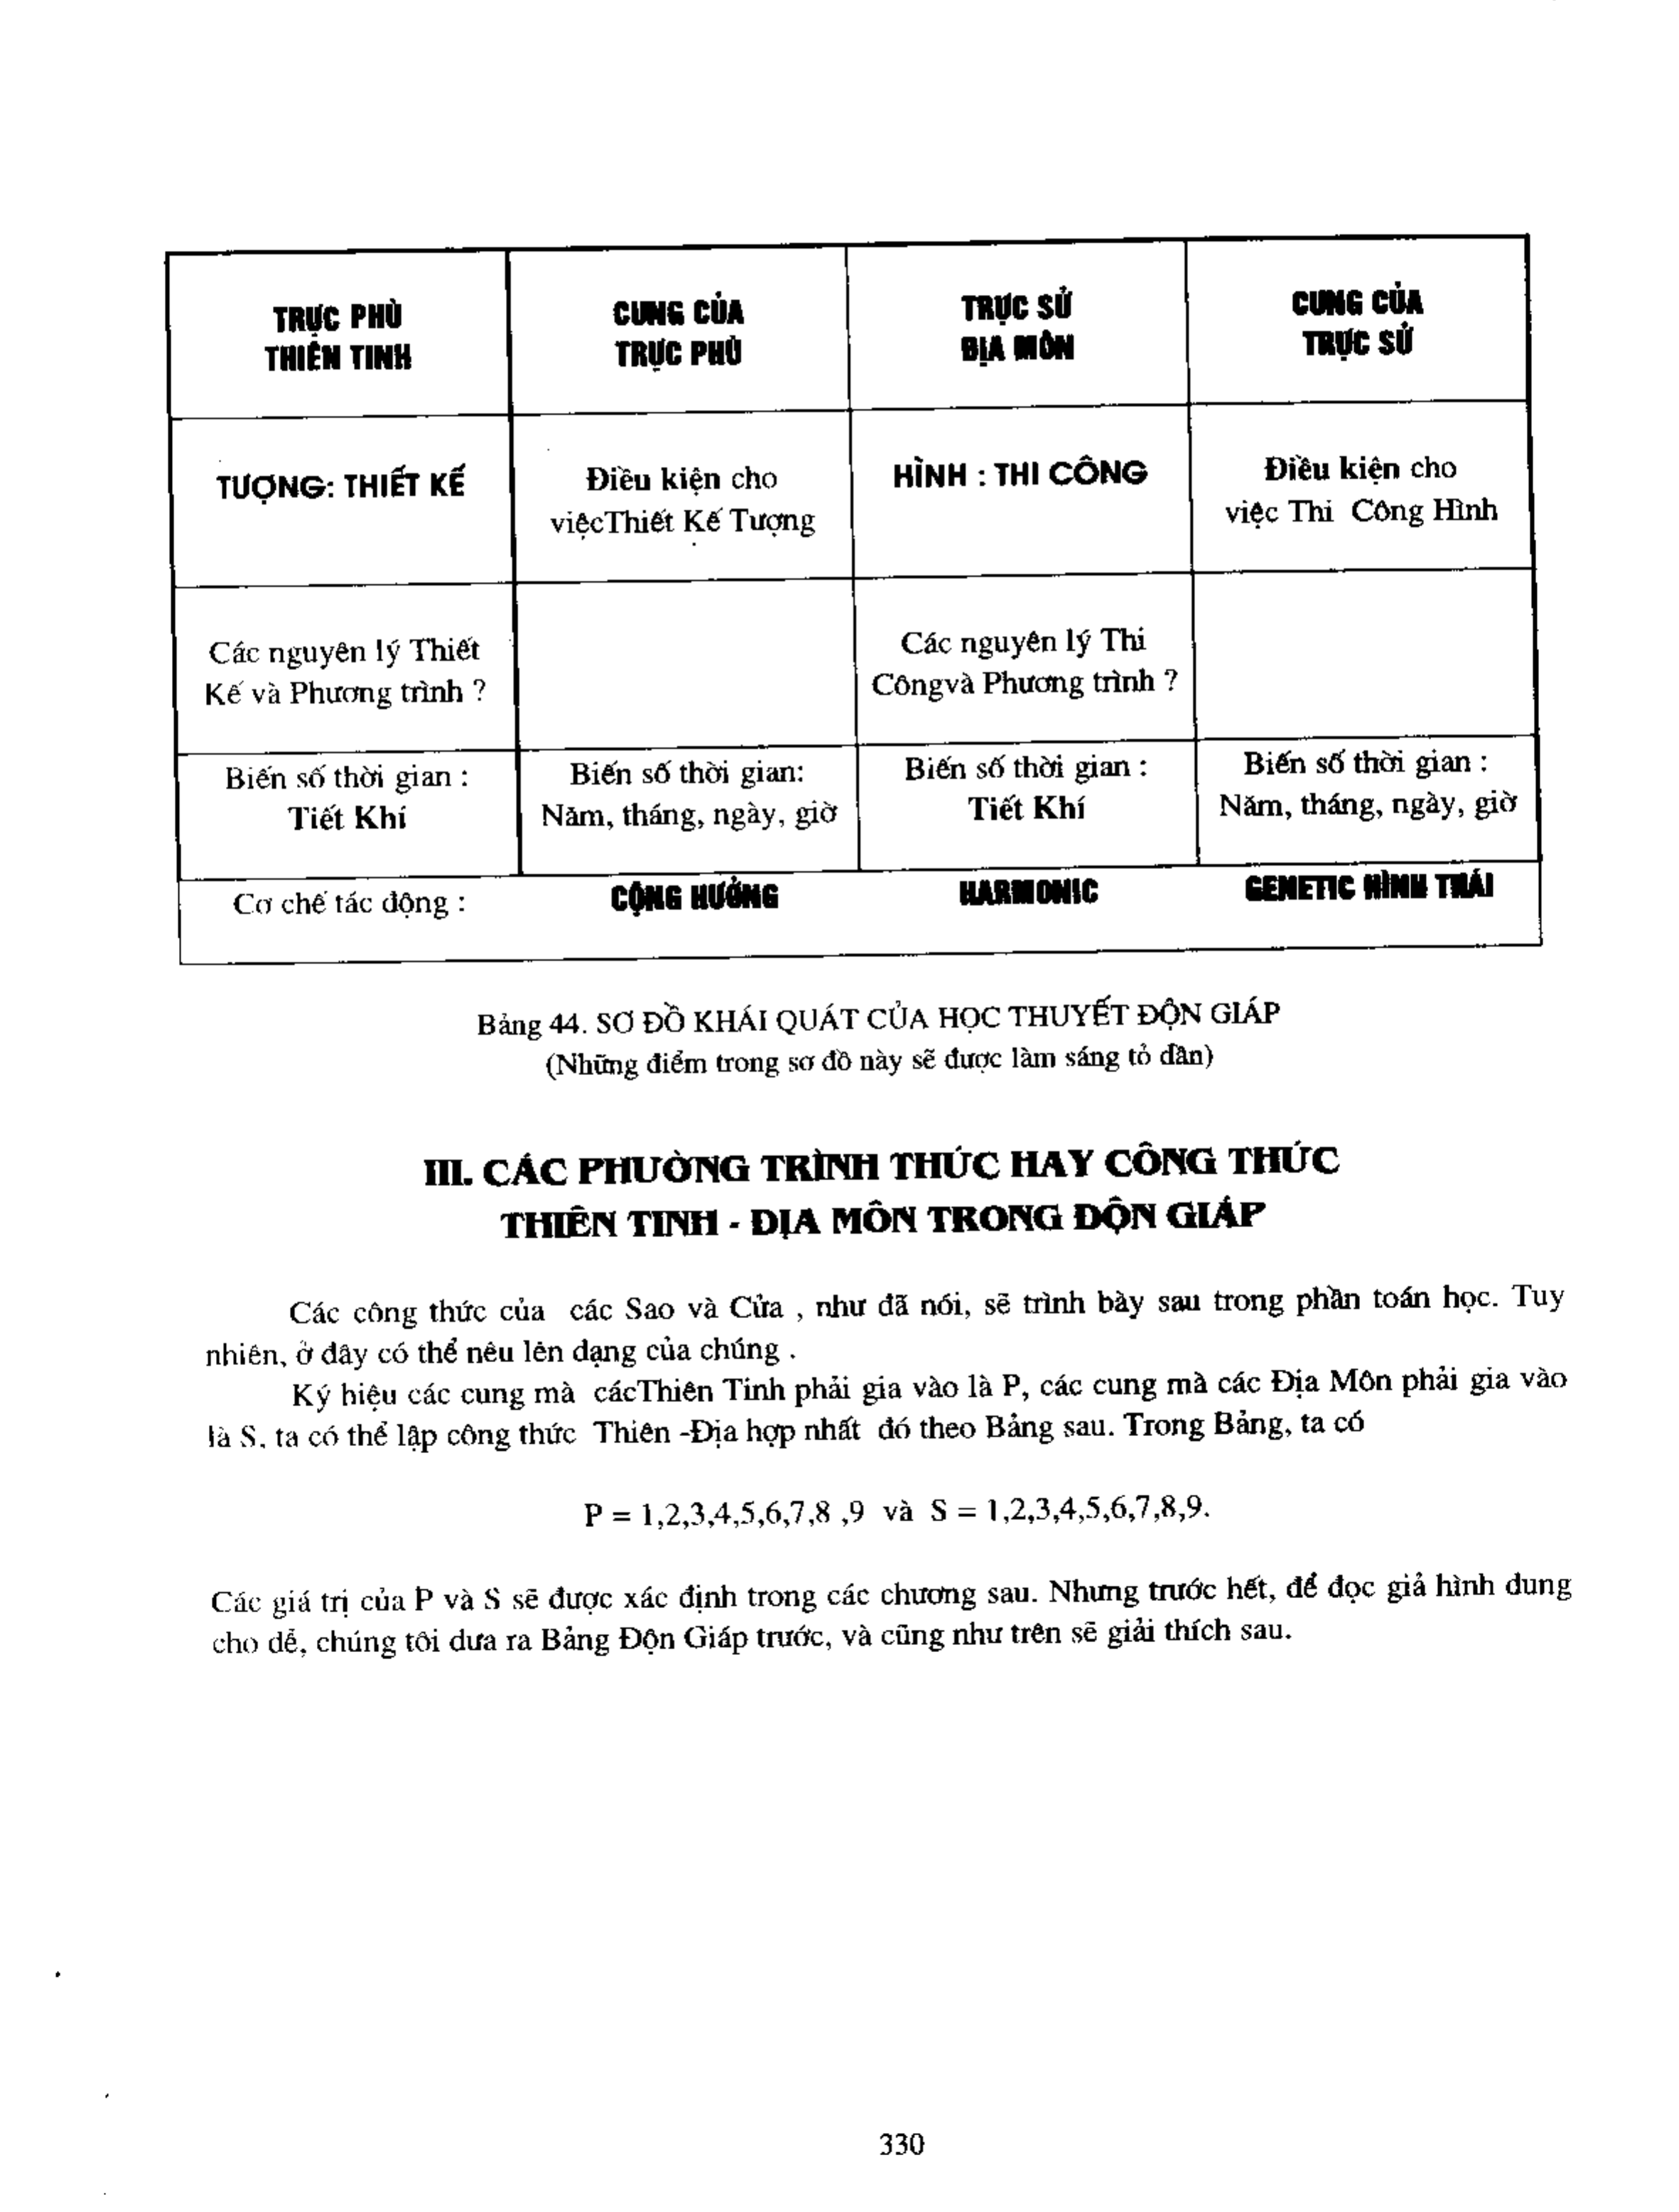 TRỰC PHÙ
THIÊN TINH
CUNG CỦA
TRỰC PHÙ
TRỰC SỬ
ĐỊA MÔN
CUNG CỦA
TRỰC SỬ
TƯỢNG: THIẾT KẾ
Điều kiện cho
việcThiết Kế Tượng
HÌNH : THI CÔNG
Điều kiện cho
việc Thi Công Hình
Các nguyên lý Thiết
Kế và Phương trình ?
Các nguyên lý Thi
Côngvà Phương trình ?
Biến số thời gian :
Tiết Khí
Biến số thời gian:
Năm, tháng, ngày, giờ
Biến số thời gian :
Tiết Khí
Biến số thời gian :
Năm, tháng, ngày, giờ
Cơ chế tác động : CỘNG HƯỞNG HARMONIC GENETIC HÌNH THÁI
Bảng 44. SƠ ĐỒ KHÁI QUÁT CỦA HỌC THUYẾT ĐỘN GIÁP
(Những điểm trong sơ đồ này sẽ được làm sáng tỏ dần)
III. CÁC PHUỜNG TRÌNH THỨC HAY CÔNG THỨC
THIÊN TINH - ĐỊA MÔN TRONG ĐỘN GIÁP
Các công thức của các Sao và Cửa , như đã nói, sẽ trình bày sau trong phần toán học. Tuy
nhiên, ở đây có thể nêu lên dạng của chúng .
Ký hiệu các cung mà cácThiên Tinh phải gia vào là P, các cung mà các Địa Môn phải gia vào
là S, ta có thể lập công thức Thiên -Địa hợp nhất đó theo Bảng sau. Trong Bảng, ta có
P = 1,2,3,4,5,6,7,8 ,9 và S = 1,2,3,4,5,6,7,8,9.
Các giá trị của P và S sẽ được xác định trong các chương sau. Nhưng trước hết, để đọc giả hình dung
cho dễ, chúng tôi đưa ra Bảng Độn Giáp trước, và cũng như trên sẽ giải thích sau.
330